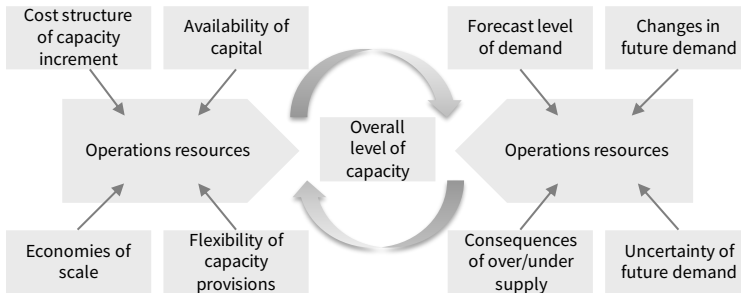 Cost structure
of capacity
increment
Availability of
capital
Forecast level
of demand
Changes in
future demand
Operations resources
Overall
level of
capacity
Operations resources
Economies of
scale
Flexibility of
capacity
provisions
Consequences
of over/under
supply
Uncertainty of
future demand